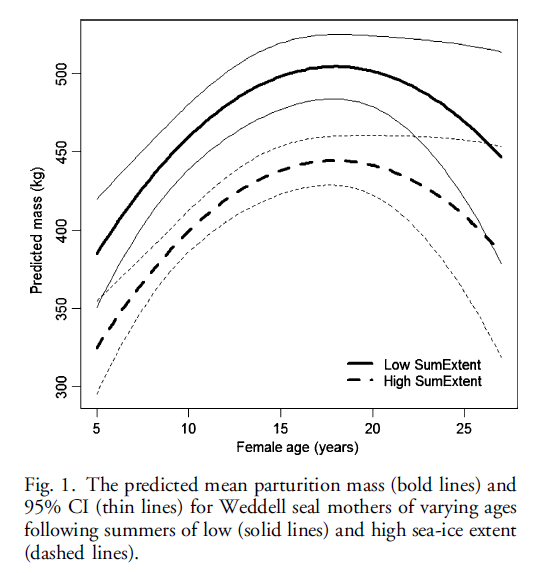 500
450
400
350
300
Predicted mass (kg)
Low SumExtent
High SumExtent
5
10
15
20
25
Female age (years)
Fig. 1. The predicted mean parturition mass (bold lines) and
95% CI (thin lines) for Weddell seal mothers of varying ages
following summers of low (solid lines) and high sea-ice extent
(dashed lines).